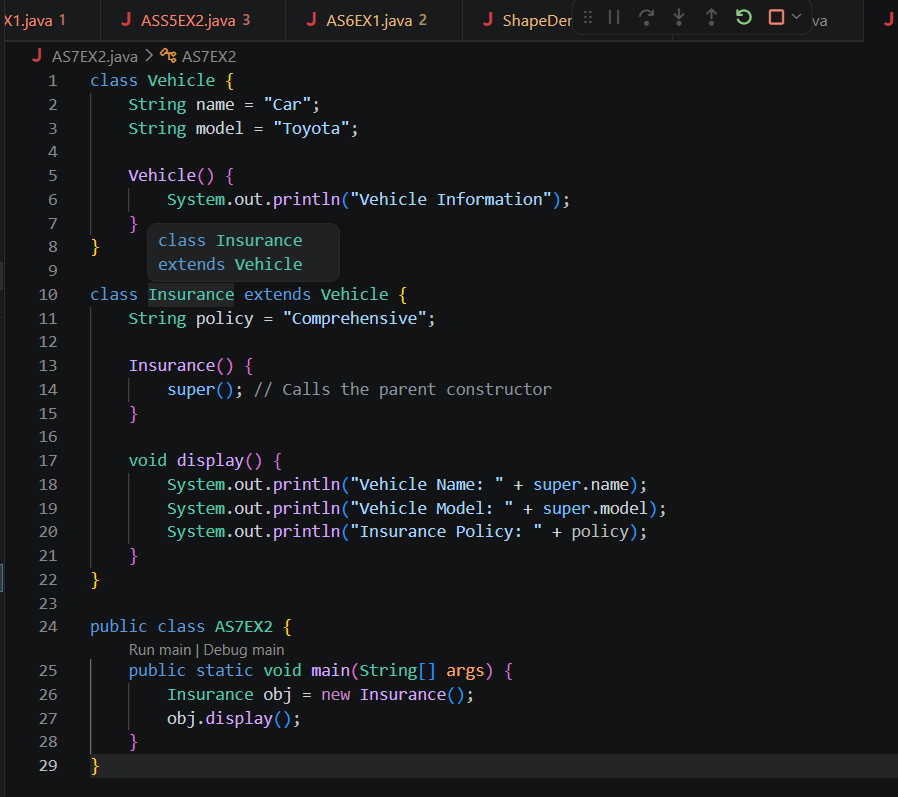 X1.java 1 J ASS5EX2.java 3 J AS6EX1.java 2 J ShapeDer va J
J AS7EX2.java > AS7EX2
1 class Vehicle {
2 String name = "Car";
3 String model = "Toyota";
4
5 Vehicle() {
6 System.out.println("Vehicle Information");
7 }
8 }
class Insurance
extends Vehicle
9
10 class Insurance extends Vehicle {
11 String policy = "Comprehensive";
12
13 Insurance() {
14 super(); // Calls the parent constructor
15 }
16
17 void display() {
18 System.out.println("Vehicle Name: " + super.name);
19 System.out.println("Vehicle Model: " + super.model);
20 System.out.println("Insurance Policy: " + policy);
21 }
22 }
23
24 public class AS7EX2 {
Run main | Debug main
25 public static void main(String[] args) {
26 Insurance obj = new Insurance();
27 obj.display();
28 }
29 }